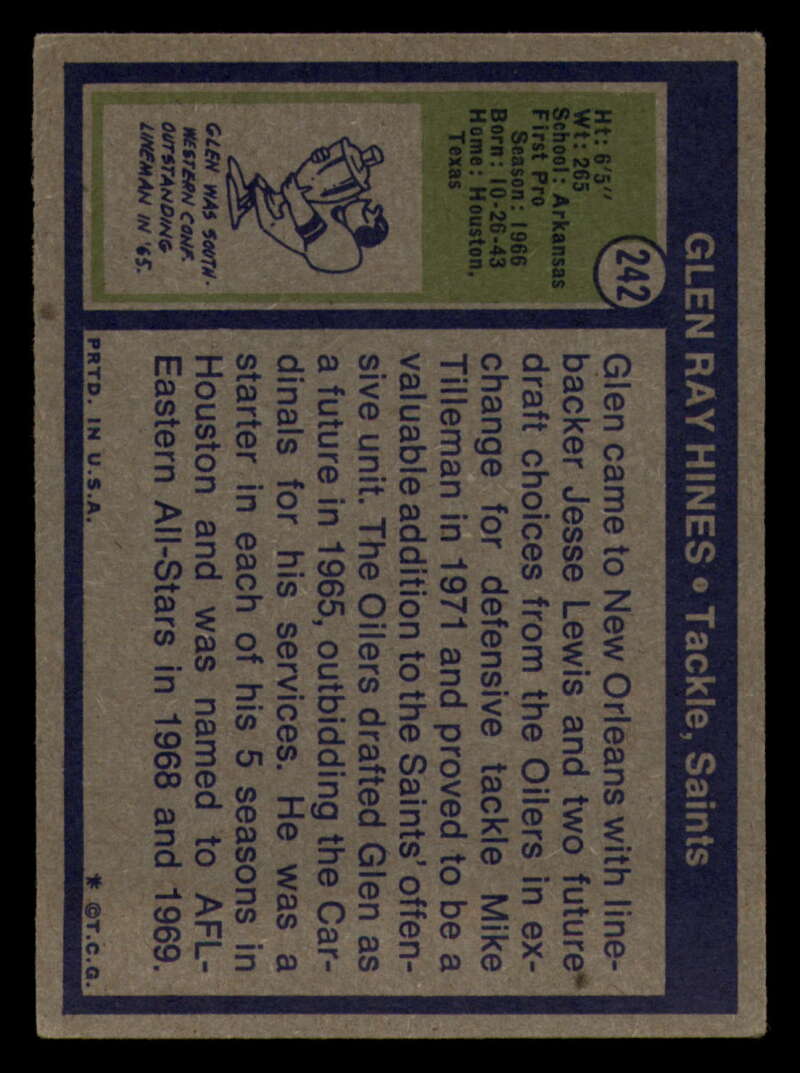 GLEN RAY HINES • Tackle, Saints
242
Ht: 6'5"
Wt: 265
School: Arkansas
First Pro
Season: 1966
Born: 10-26-43
Home: Houston,
Texas
GLEN WAS SOUTH-
WESTERN CONF.
OUTSTANDING
LINEMAN IN '65.
Glen came to New Orleans with line-
backer Jesse Lewis and two future
draft choices from the Oilers in ex-
change for defensive tackle Mike
Tilleman in 1971 and proved to be a
valuable addition to the Saints' offen-
sive unit. The Oilers drafted Glen as
a future in 1965, outbidding the Car-
dinals for his services. He was a
starter in each of his 5 seasons in
Houston and was named to AFL-
Eastern All-Stars in 1968 and 1969.
PRTD. IN U.S.A.
* ©T.C.G.